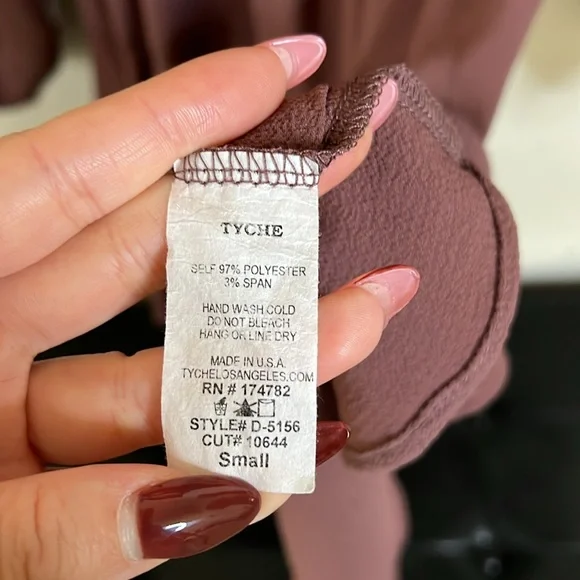 TYCHE
SELF 97% POLYESTER
3% SPAN
HAND WASH COLD
DO NOT BLEACH
HANG OR LINE DRY
MADE IN U.S.A.
TYCHELOSANGELES.COM
RN # 174782
STYLE# D-5156
CUT# 10644
Small